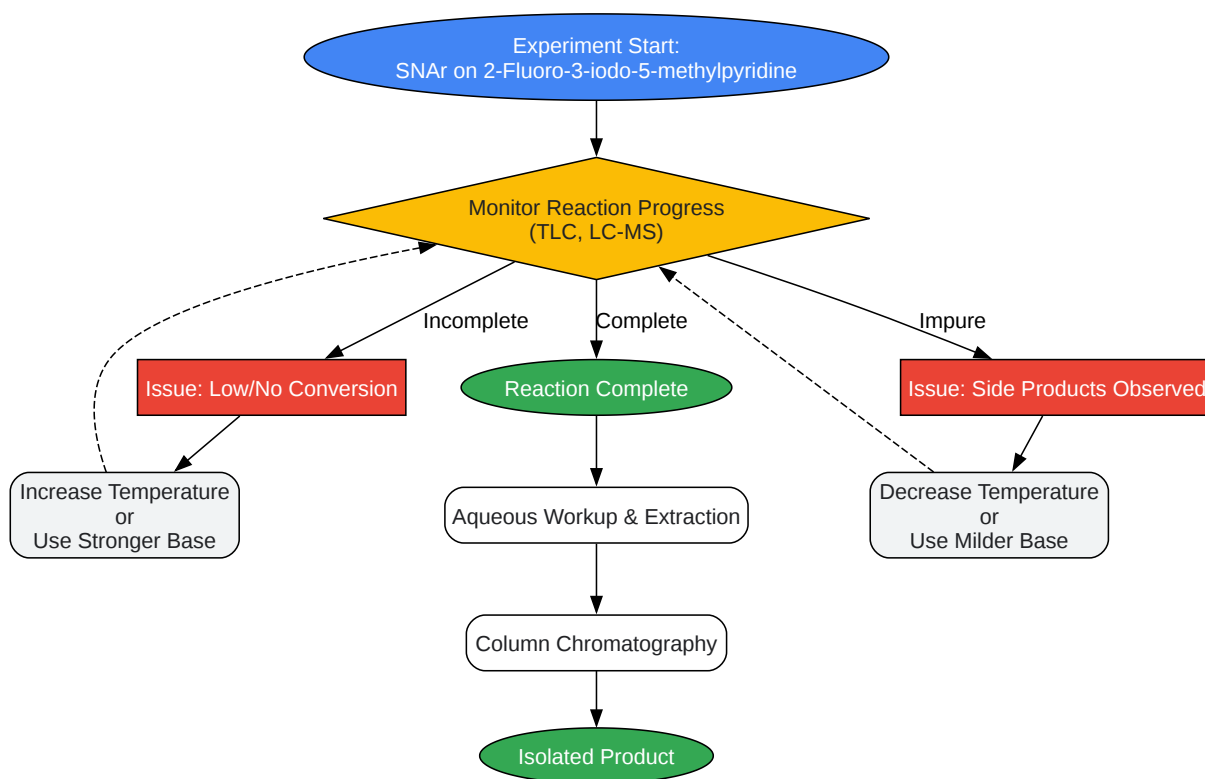 Experiment Start:
SNAr on 2-Fluoro-3-iodo-5-methylpyridine
Monitor Reaction Progress
(TLC, LC-MS)
Incomplete
Complete
Impure
Issue: Low/No Conversion
Reaction Complete
Issue: Side Products Observed
Increase Temperature
or
Use Stronger Base
Aqueous Workup & Extraction
Decrease Temperature
or
Use Milder Base
Column Chromatography
Isolated Product